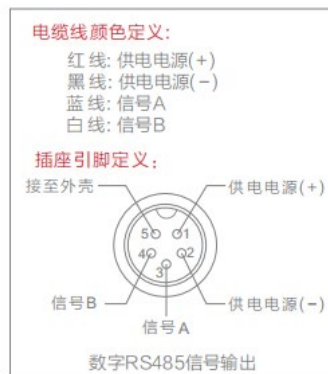 电缆线颜色定义:
红线: 供电电源(+)
黑线: 供电电源(−)
蓝线: 信号A
白线: 信号B
插座引脚定义:
接至外壳 供电电源(+)
5 1
4 2
3
信号B 供电电源(−)
信号A
数字RS485信号输出